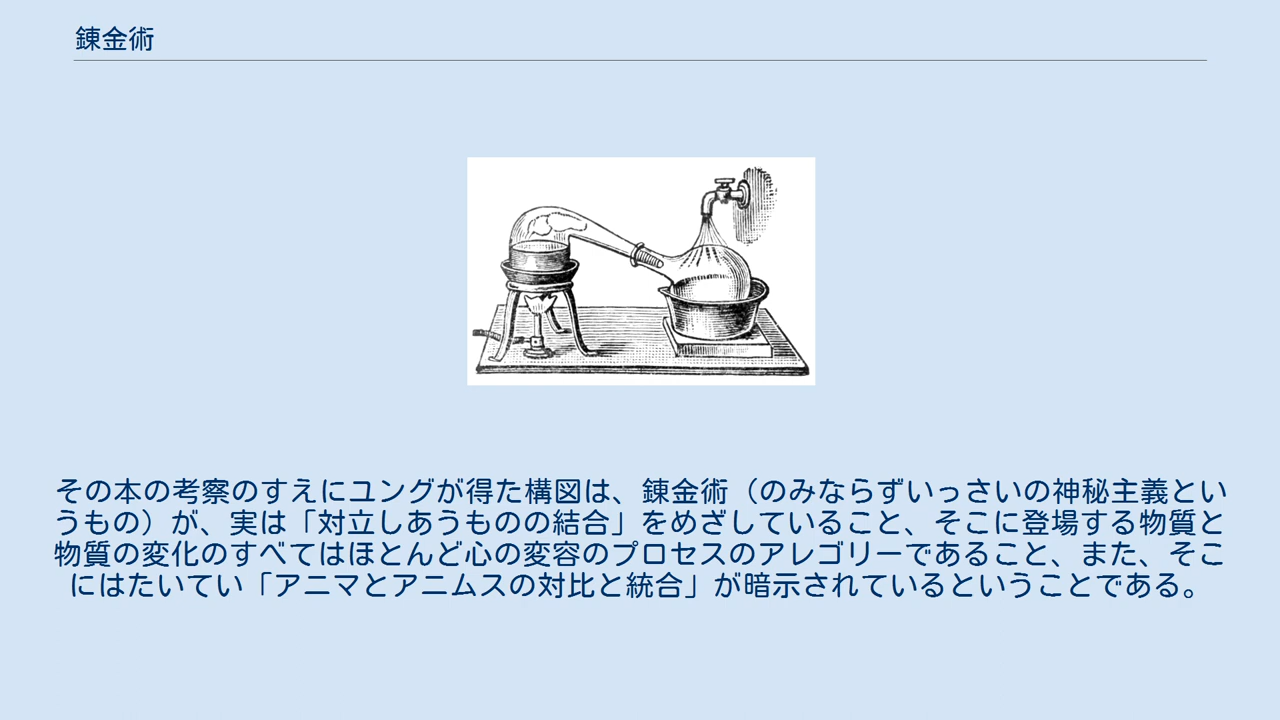 錬金術
その本の考察のすえにユングが得た構図は、錬金術（のみならずいっさいの神秘主義とい
うもの）が、実は「対立しあうものの結合」をめざしていること、そこに登場する物質と
物質の変化のすべてはほとんど心の変容のプロセスのアレゴリーであること、また、そこ
にはたいてい「アニマとアニムスの対比と統合」が暗示されているということである。